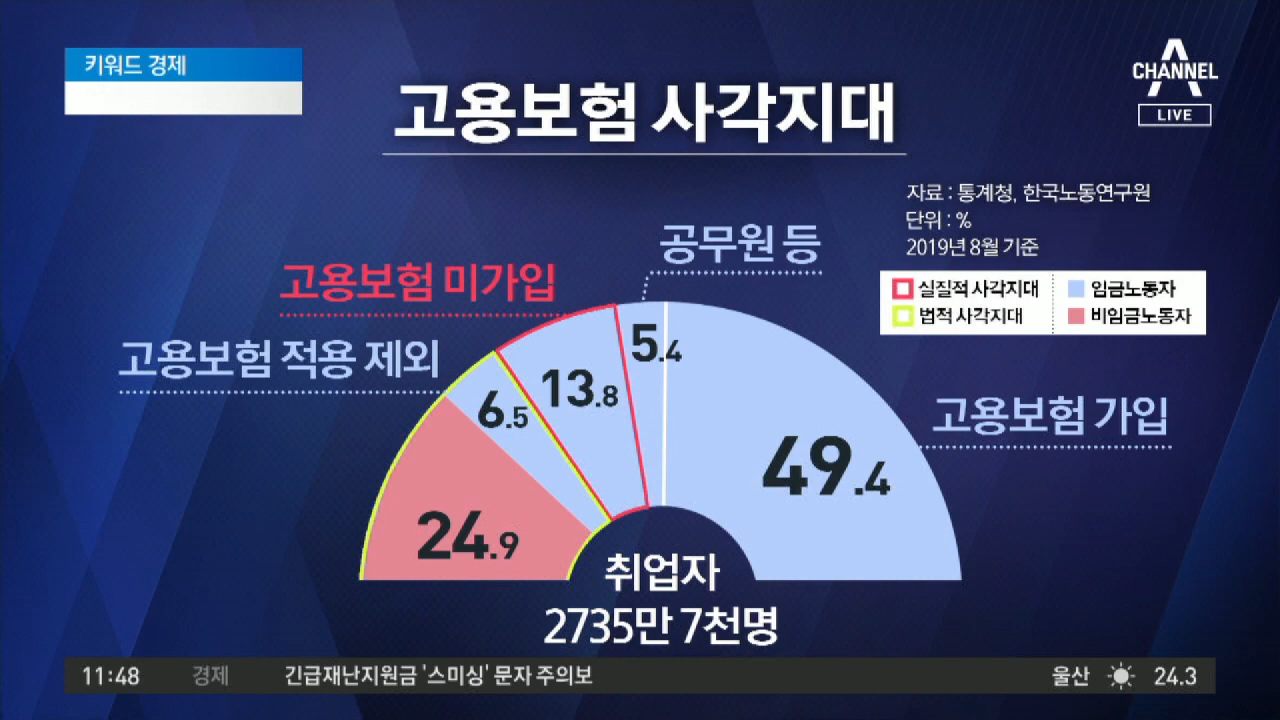 키워드 경제
CHANNEL A
LIVE
고용보험 사각지대
자료 : 통계청, 한국노동연구원
단위 : %
2019년 8월 기준
실질적 사각지대
임금노동자
법적 사각지대
비임금노동자
공무원 등
고용보험 미가입
고용보험 적용 제외
고용보험 가입
5.4
13.8
6.5
49.4
24.9
취업자
2735만 7천명
11:48 경제 긴급재난지원금 '스미싱' 문자 주의보 울산 24.3